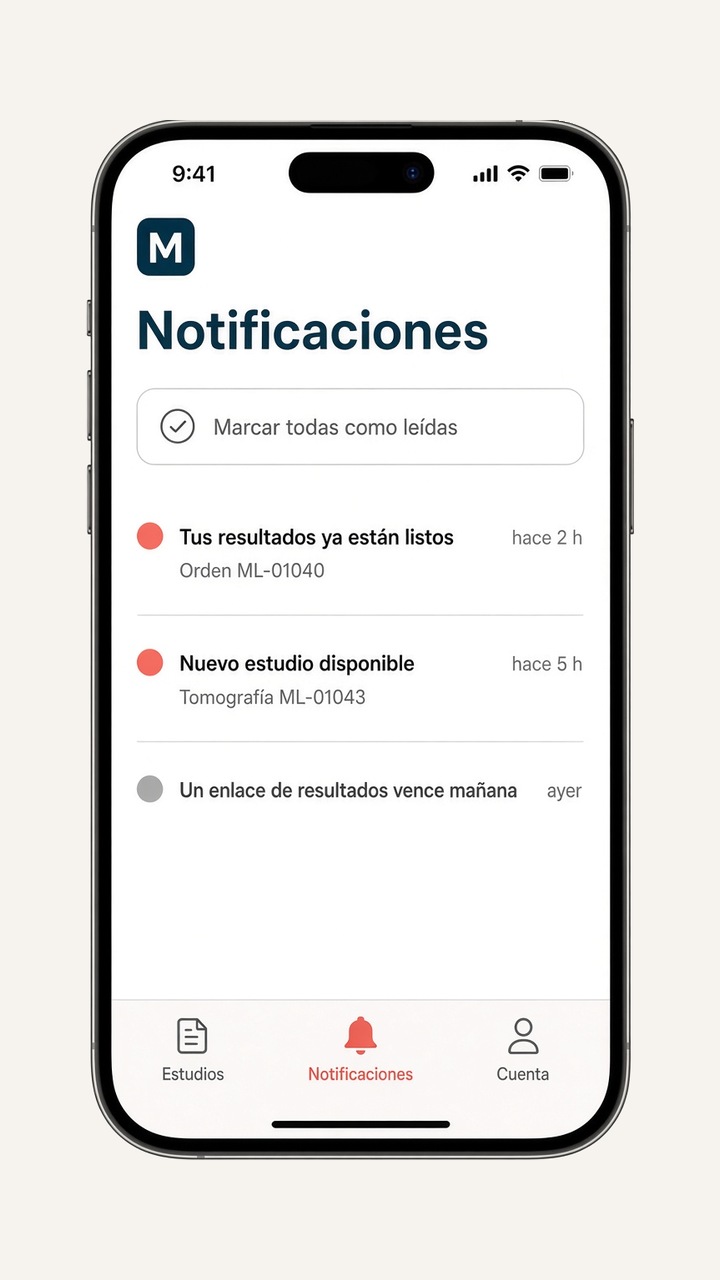 9:41
M
Notificaciones
Marcar todas como leídas
Tus resultados ya están listos hace 2 h
Orden ML-01040
Nuevo estudio disponible hace 5 h
Tomografía ML-01043
Un enlace de resultados vence mañana ayer
Estudios Notificaciones Cuenta